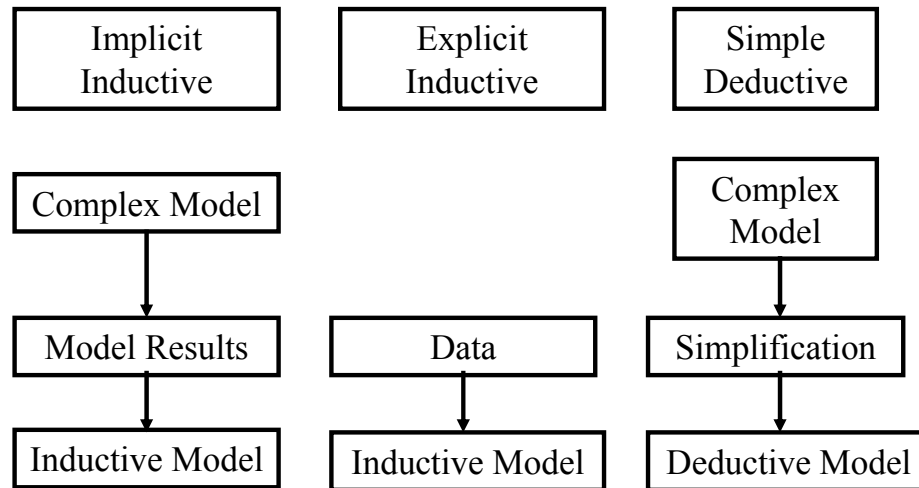 Implicit
Inductive
Explicit
Inductive
Simple
Deductive
Complex Model
Complex
Model
Model Results
Data
Simplification
Inductive Model
Inductive Model
Deductive Model